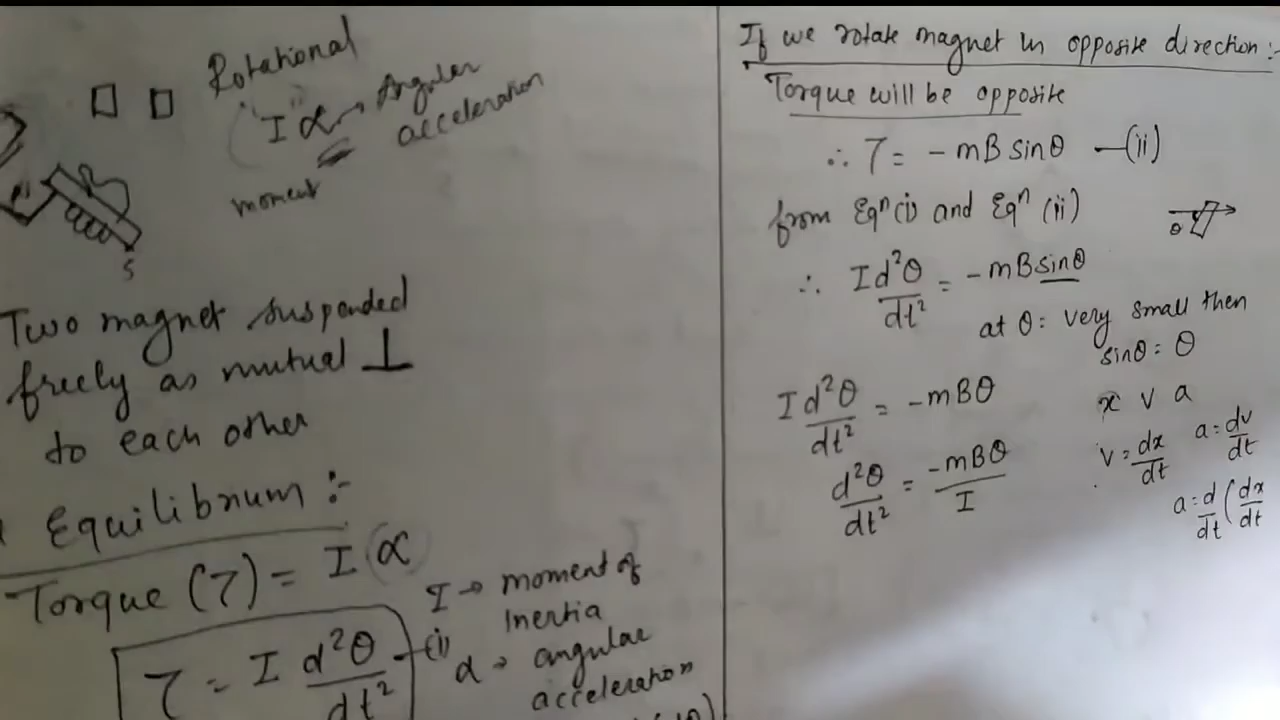 Rotational
"I" α → Angular
acceleration
moment
S
Two magnet suspended
freely as mutual ⊥
to each other
Equilibrium :-
Torque (τ) = I α
τ = I d²θ/dt² —(i)
I → moment of
Inertia
α → angular
acceleration
If we rotate magnet in opposite direction :-
Torque will be opposite
∴ τ = - mB sinθ —(ii)
from Eqⁿ(i) and Eqⁿ (ii)
θ
∴ I d²θ/dt² = - mB sinθ
at θ = very small then
sinθ = θ
I d²θ/dt² = - mBθ
x v a
v = dx/dt a = dv/dt
d²θ/dt² = -mBθ/I
a = d/dt (dx/dt